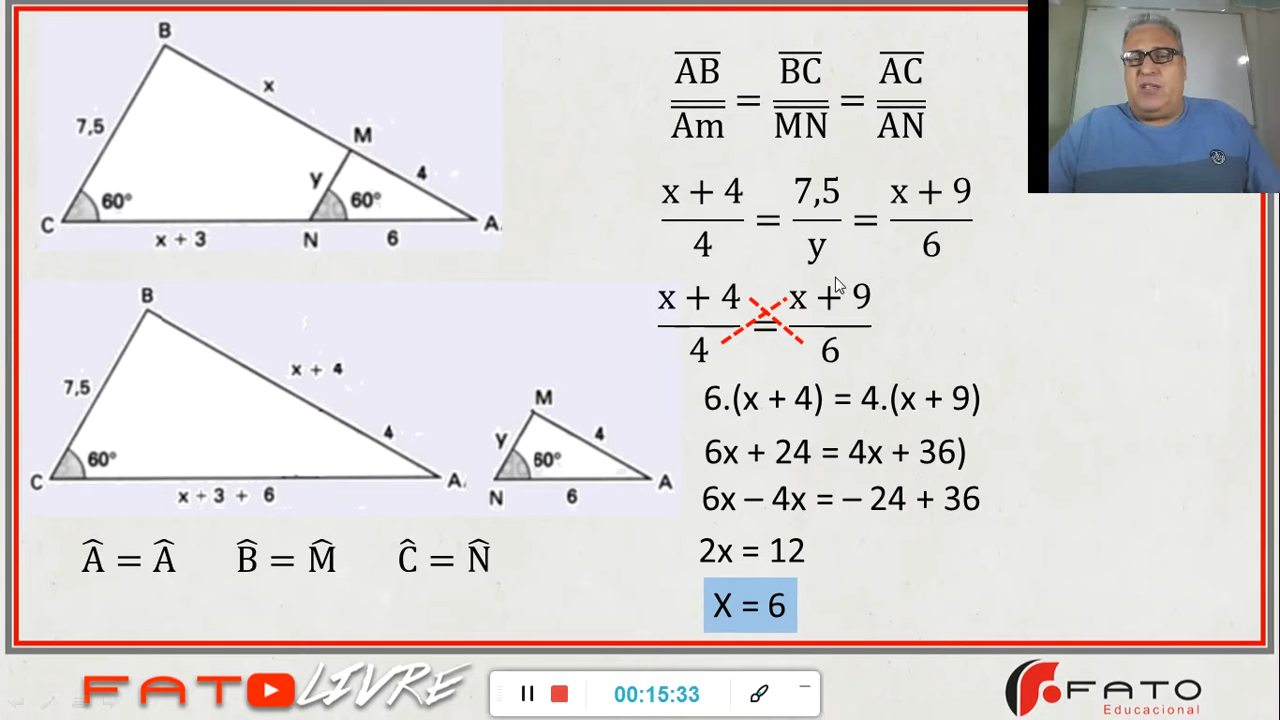 B
x
7,5
M
y
4
60°
60°
C
x + 3
N
6
A
B
x + 4
7,5
M
4
y
4
60°
60°
C
A
x + 3 + 6
N
6
A
Â = Â B̂ = M̂ Ĉ = N̂
AB/Am = BC/MN = AC/AN
x + 4/4 = 7,5/y = x + 9/6
x + 4/4 = x + 9/6
6.(x + 4) = 4.(x + 9)
6x + 24 = 4x + 36)
6x – 4x = – 24 + 36
2x = 12
X = 6
FATO LIVRE
00:15:33
FATO
Educacional